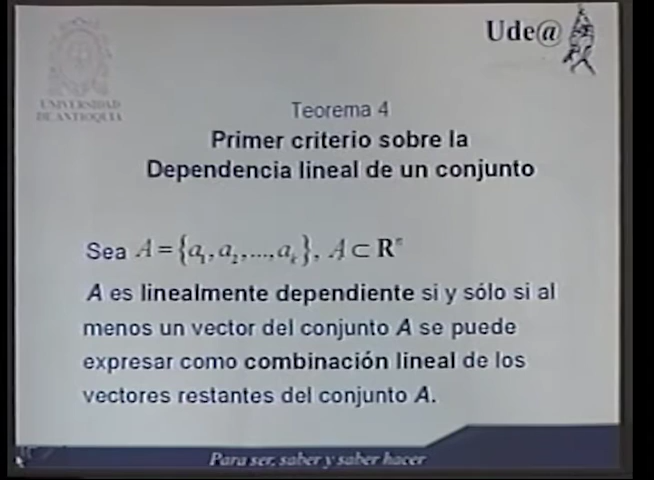 Ude@
UNIVERSIDAD
DE ANTIOQUIA
Teorema 4
Primer criterio sobre la
Dependencia lineal de un conjunto
Sea A = {a₁, a₂, ..., aₖ}, A ⊂ Rⁿ
A es linealmente dependiente si y sólo si al
menos un vector del conjunto A se puede
expresar como combinación lineal de los
vectores restantes del conjunto A.
Para ser, saber y saber hacer